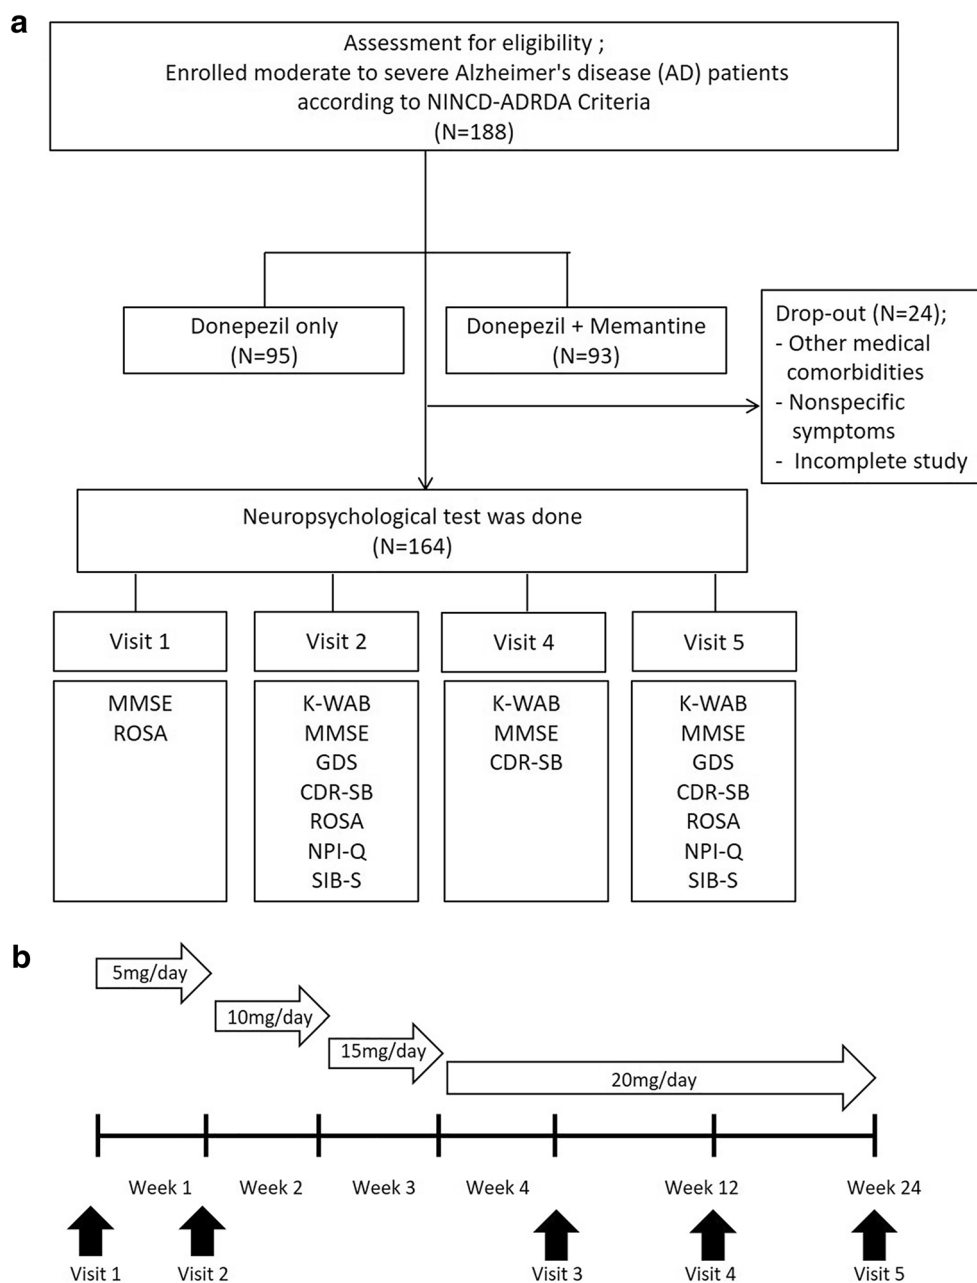 a
Assessment for eligibility ;
Enrolled moderate to severe Alzheimer's disease (AD) patients
according to NINCD-ADRDA Criteria
(N=188)
Donepezil only
(N=95)
Donepezil + Memantine
(N=93)
Drop-out (N=24);
- Other medical
comorbidities
- Nonspecific
symptoms
- Incomplete study
Neuropsychological test was done
(N=164)
Visit 1
MMSE
ROSA
Visit 2
K-WAB
MMSE
GDS
CDR-SB
ROSA
NPI-Q
SIB-S
Visit 4
K-WAB
MMSE
CDR-SB
Visit 5
K-WAB
MMSE
GDS
CDR-SB
ROSA
NPI-Q
SIB-S
b
5mg/day
10mg/day
15mg/day
20mg/day
Week 1 Week 2 Week 3 Week 4 Week 12 Week 24
Visit 1 Visit 2 Visit 3 Visit 4 Visit 5